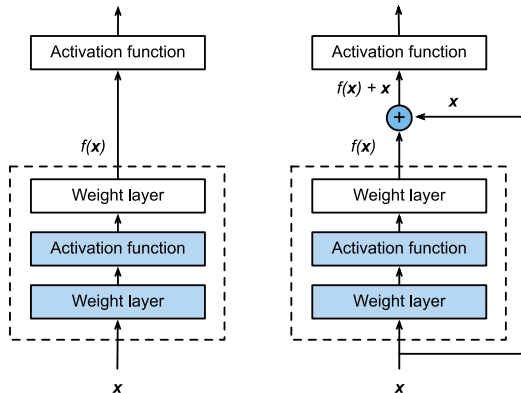 Activation function
f(x)
Weight layer
Activation function
Weight layer
x
Activation function
f(x) + x
x
+
f(x)
Weight layer
Activation function
Weight layer
x